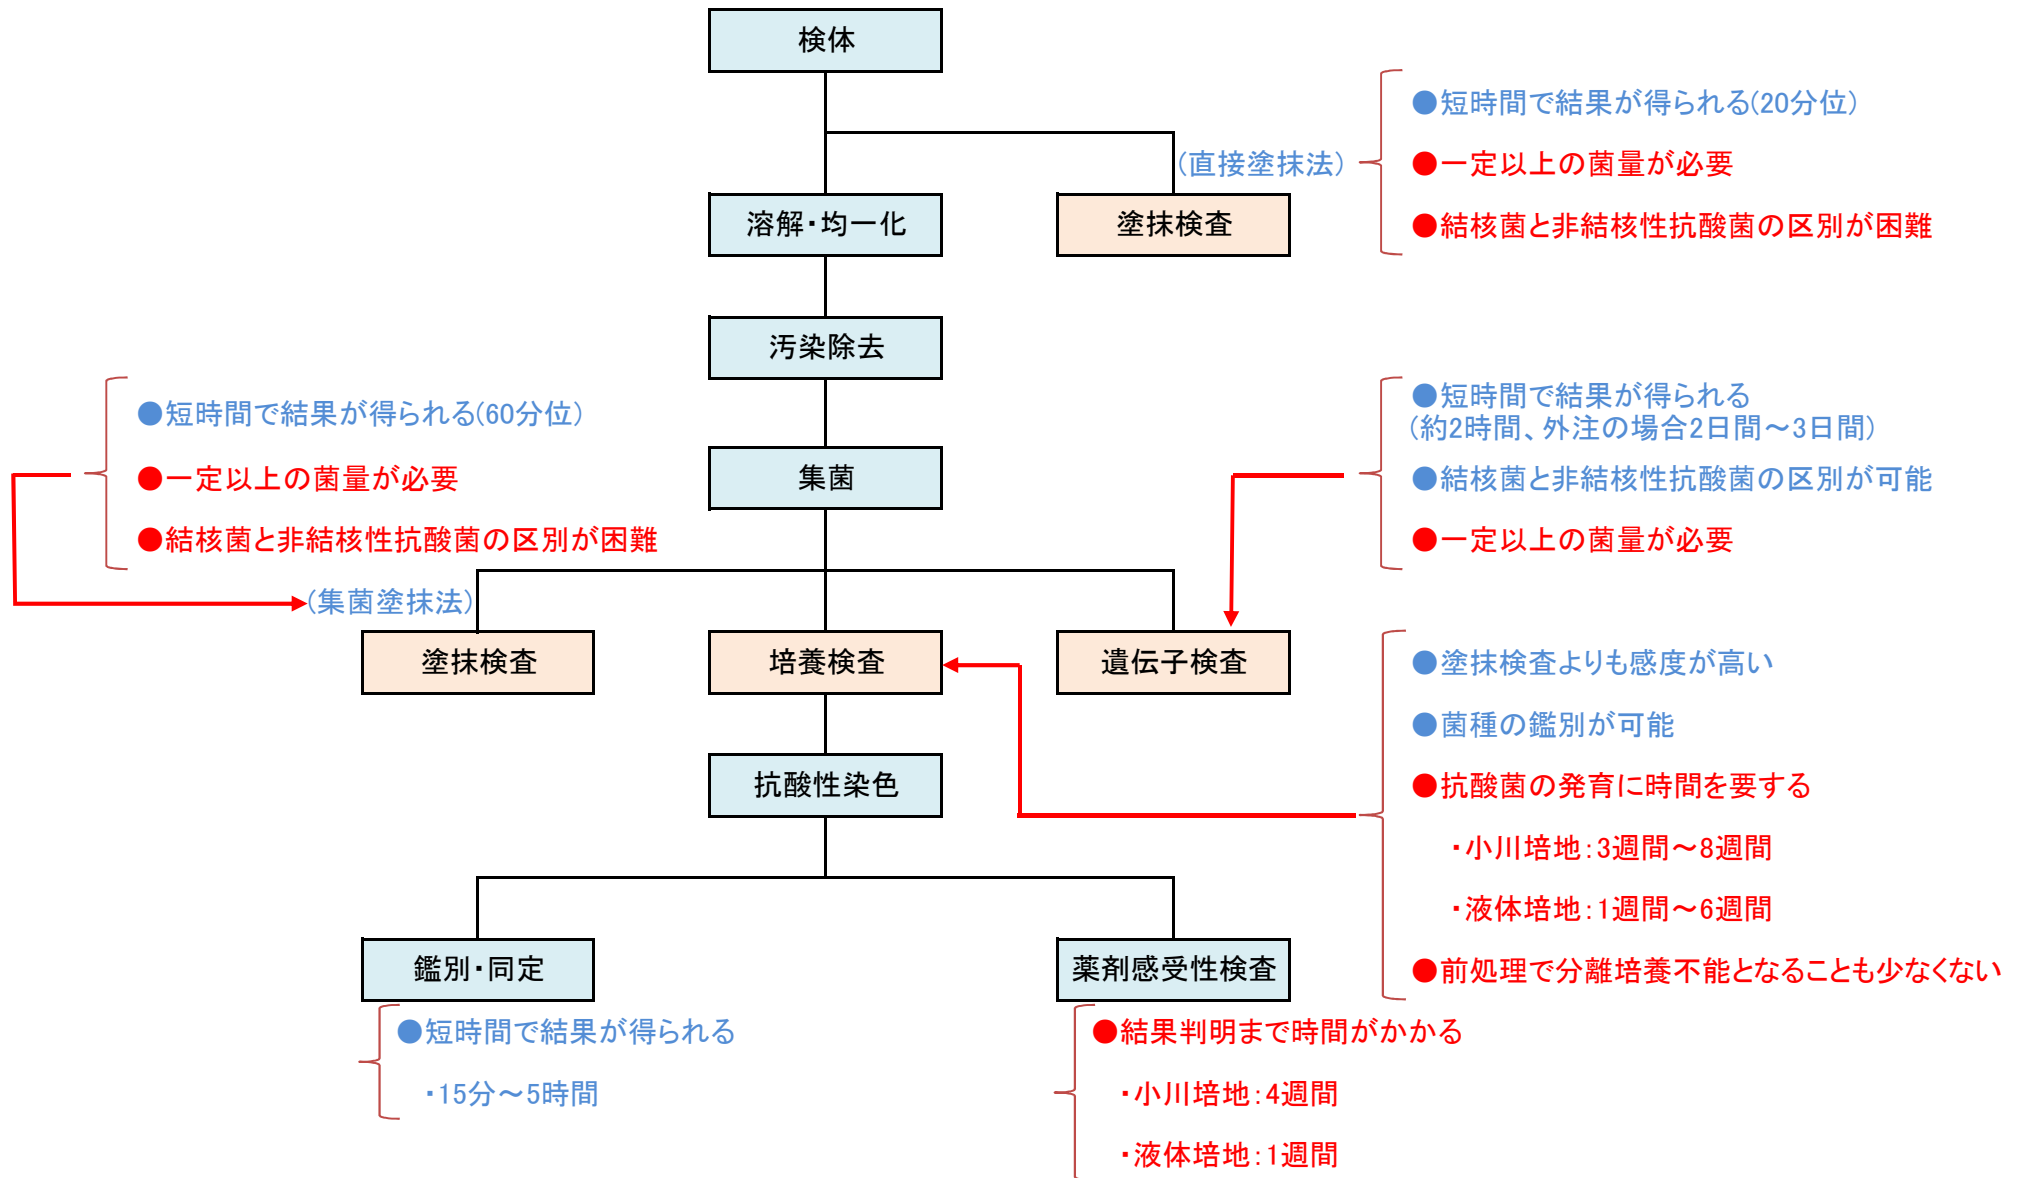 検体
●短時間で結果が得られる(20分位)
(直接塗抹法)
●一定以上の菌量が必要
溶解・均一化
塗抹検査
●結核菌と非結核性抗酸菌の区別が困難
汚染除去
●短時間で結果が得られる(60分位)
●一定以上の菌量が必要
●結核菌と非結核性抗酸菌の区別が困難
集菌
●短時間で結果が得られる
(約2時間、外注の場合2日間～3日間)
●結核菌と非結核性抗酸菌の区別が可能
●一定以上の菌量が必要
(集菌塗抹法)
塗抹検査
培養検査
遺伝子検査
●塗抹検査よりも感度が高い
●菌種の鑑別が可能
抗酸性染色
●抗酸菌の発育に時間を要する
・小川培地：3週間～8週間
・液体培地：1週間～6週間
●前処理で分離培養不能となることも少なくない
鑑別・同定
薬剤感受性検査
●短時間で結果が得られる
・15分～5時間
●結果判明まで時間がかかる
・小川培地：4週間
・液体培地：1週間